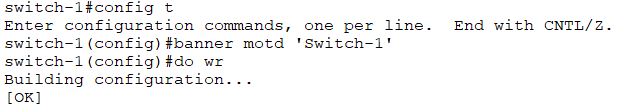 switch-1#config t
Enter configuration commands, one per line.  End with CNTL/Z.
switch-1(config)#banner motd 'Switch-1'
switch-1(config)#do wr
Building configuration...
[OK]